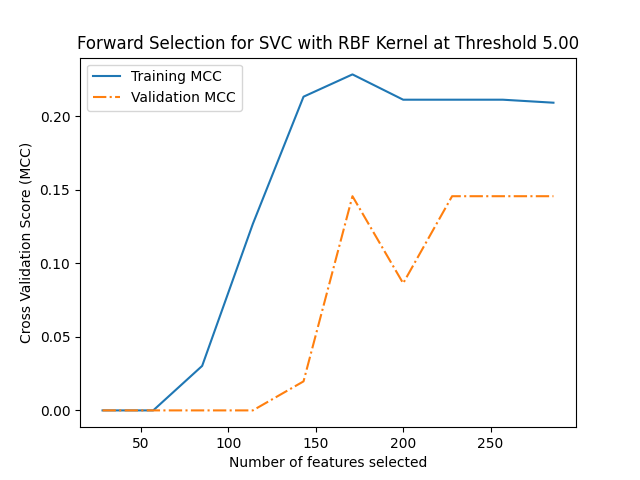 Forward Selection for SVC with RBF Kernel at Threshold 5.00
Training MCC
Validation MCC
Cross Validation Score (MCC)
0.20
0.15
0.10
0.05
0.00
50 100 150 200 250
Number of features selected